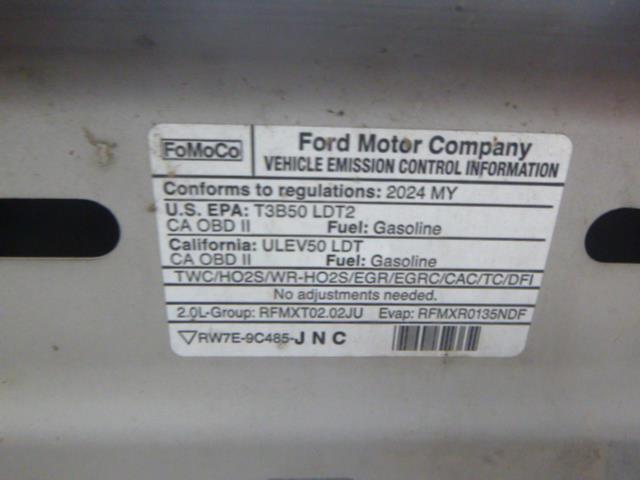 FoMoCo
Ford Motor Company
VEHICLE EMISSION CONTROL INFORMATION
Conforms to regulations: 2024 MY
U.S. EPA: T3B50 LDT2
CA OBD II Fuel: Gasoline
California: ULEV50 LDT
CA OBD II Fuel: Gasoline
TWC/HO2S/WR-HO2S/EGR/EGRC/CAC/TC/DFI
No adjustments needed.
2.0L-Group: RFMXT02.02JU Evap: RFMXR0135NDF
RW7E-9C485-J N C